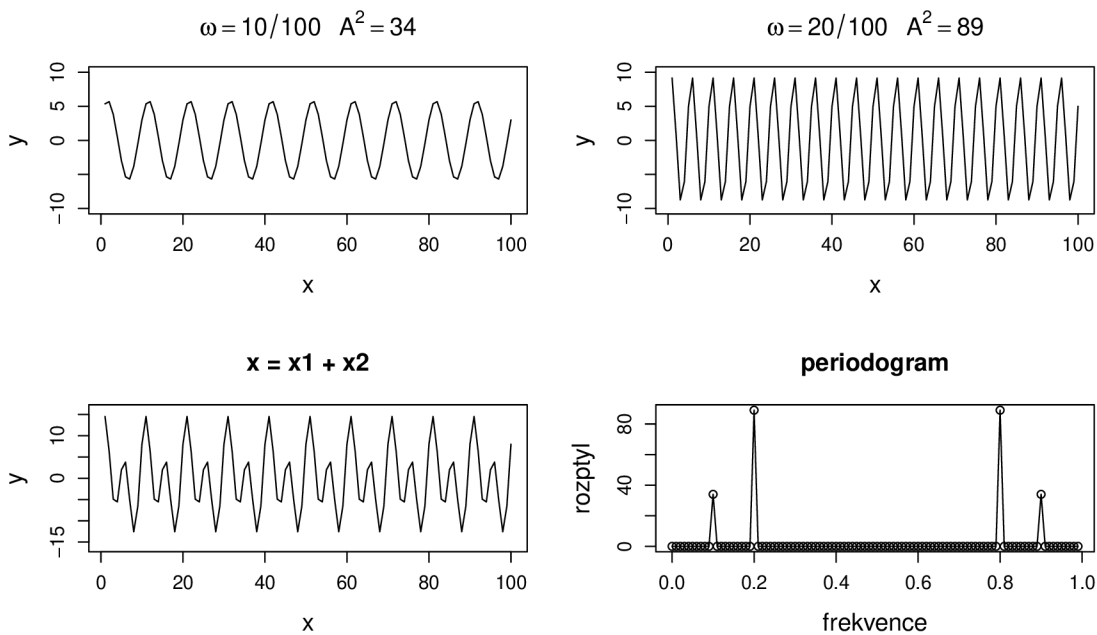 ω = 10/100 A² = 34
10
5
0
−10
y
0 20 40 60 80 100
x
ω = 20/100 A² = 89
10
5
0
−10
y
0 20 40 60 80 100
x
x = x1 + x2
10
0
−15
y
0 20 40 60 80 100
x
periodogram
80
40
0
rozptyl
0.0 0.2 0.4 0.6 0.8 1.0
frekvence